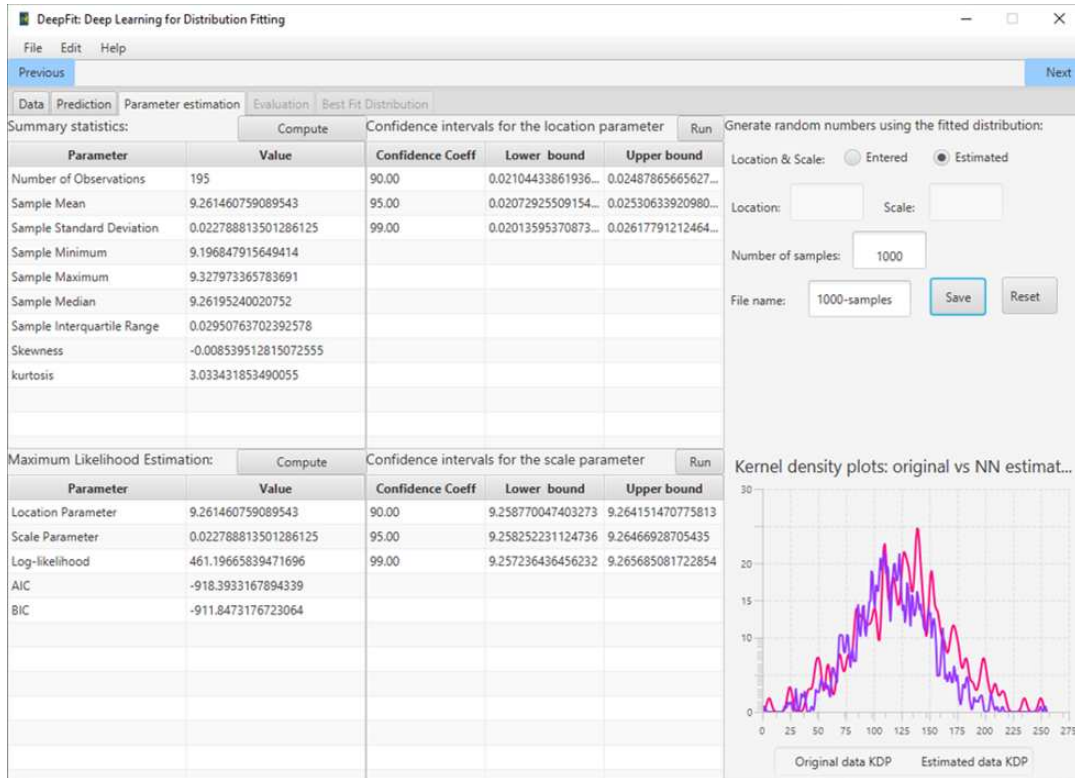 DeepFit: Deep Learning for Distribution Fitting
File Edit Help
Previous Next
Data Prediction Parameter estimation Evaluation Best Fit Distribution
Summary statistics: Compute
Parameter Value
Number of Observations 195
Sample Mean 9.261460759089543
Sample Standard Deviation 0.022788813501286125
Sample Minimum 9.196847915649414
Sample Maximum 9.327973365783691
Sample Median 9.26195240020752
Sample Interquartile Range 0.02950763702392578
Skewness -0.008539512815072555
kurtosis 3.033431853490055
Confidence intervals for the location parameter Run
Confidence Coeff Lower bound Upper bound
90.00 0.02104433861936... 0.02487865665627...
95.00 0.02072925509154... 0.02530633920980...
99.00 0.02013595370873... 0.02617791212464...
Gnerate random numbers using the fitted distribution:
Location & Scale: Entered Estimated
Location: Scale:
Number of samples: 1000
File name: 1000-samples Save Reset
Maximum Likelihood Estimation: Compute
Parameter Value
Location Parameter 9.261460759089543
Scale Parameter 0.022788813501286125
Log-likelihood 461.19665839471696
AIC -918.3933167894339
BIC -911.8473176723064
Confidence intervals for the scale parameter Run
Confidence Coeff Lower bound Upper bound
90.00 9.258770047403273 9.264151470775813
95.00 9.258252231124736 9.26466928705435
99.00 9.257236436456232 9.265685081722854
Kernel density plots: original vs NN estimat...
30
20
15
10
0
0 25 50 75 100 125 150 175 200 225 250 275
Original data KDP Estimated data KDP